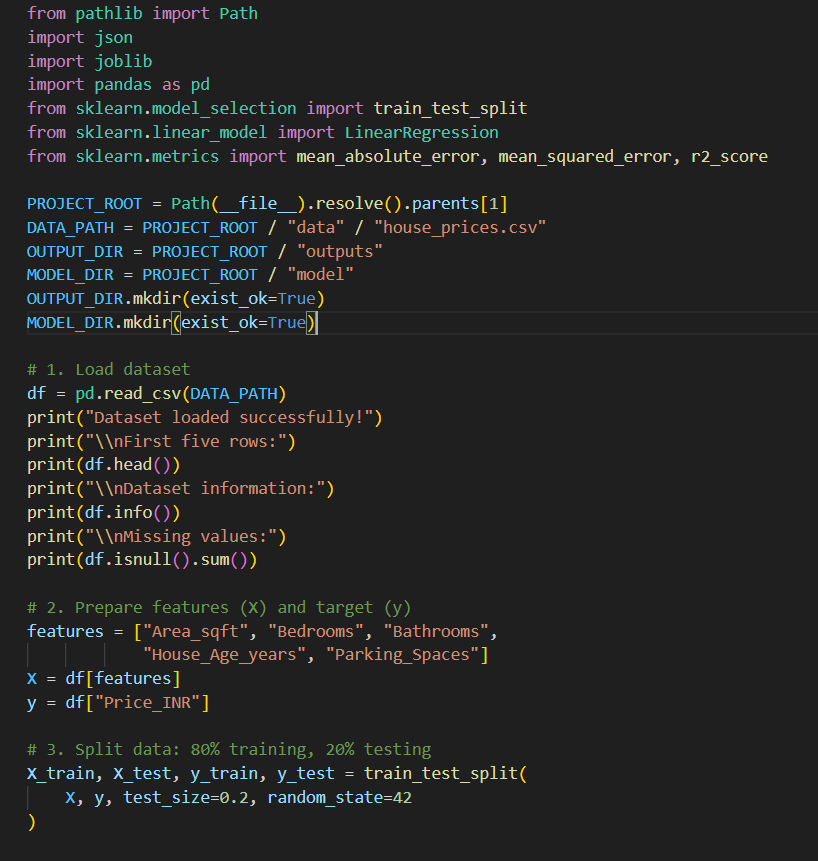 from pathlib import Path
import json
import joblib
import pandas as pd
from sklearn.model_selection import train_test_split
from sklearn.linear_model import LinearRegression
from sklearn.metrics import mean_absolute_error, mean_squared_error, r2_score

PROJECT_ROOT = Path(__file__).resolve().parents[1]
DATA_PATH = PROJECT_ROOT / "data" / "house_prices.csv"
OUTPUT_DIR = PROJECT_ROOT / "outputs"
MODEL_DIR = PROJECT_ROOT / "model"
OUTPUT_DIR.mkdir(exist_ok=True)
MODEL_DIR.mkdir(exist_ok=True)

# 1. Load dataset
df = pd.read_csv(DATA_PATH)
print("Dataset loaded successfully!")
print("\\nFirst five rows:")
print(df.head())
print("\\nDataset information:")
print(df.info())
print("\\nMissing values:")
print(df.isnull().sum())

# 2. Prepare features (X) and target (y)
features = ["Area_sqft", "Bedrooms", "Bathrooms",
            "House_Age_years", "Parking_Spaces"]
X = df[features]
y = df["Price_INR"]

# 3. Split data: 80% training, 20% testing
X_train, X_test, y_train, y_test = train_test_split(
    X, y, test_size=0.2, random_state=42
)